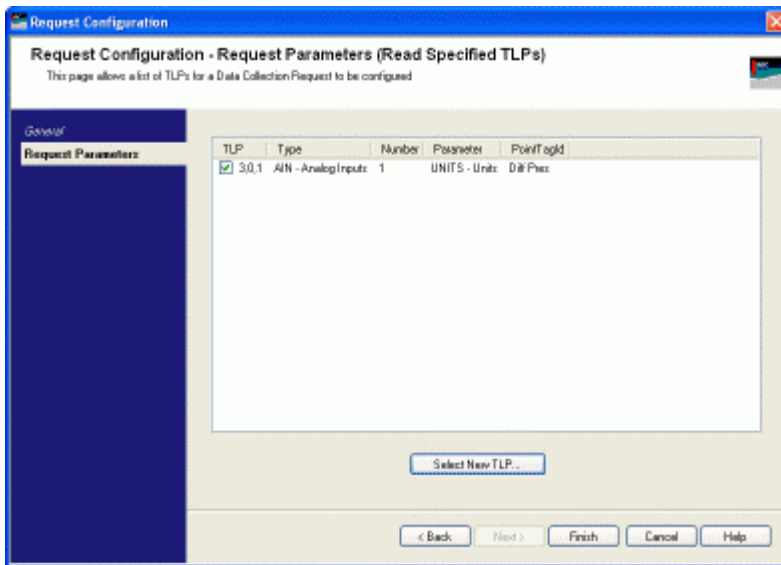 Request Configuration
Request Configuration - Request Parameters (Read Specified TLPs)
This page allows a list of TLPs for a Data Collection Request to be configured
General
Request Parameters
TLP Type Number Parameter PointTagId
3,0,1 AIN - Analog Inputs 1 UNITS - Units Diff Pres
Select New TLP...
< Back Next > Finish Cancel Help